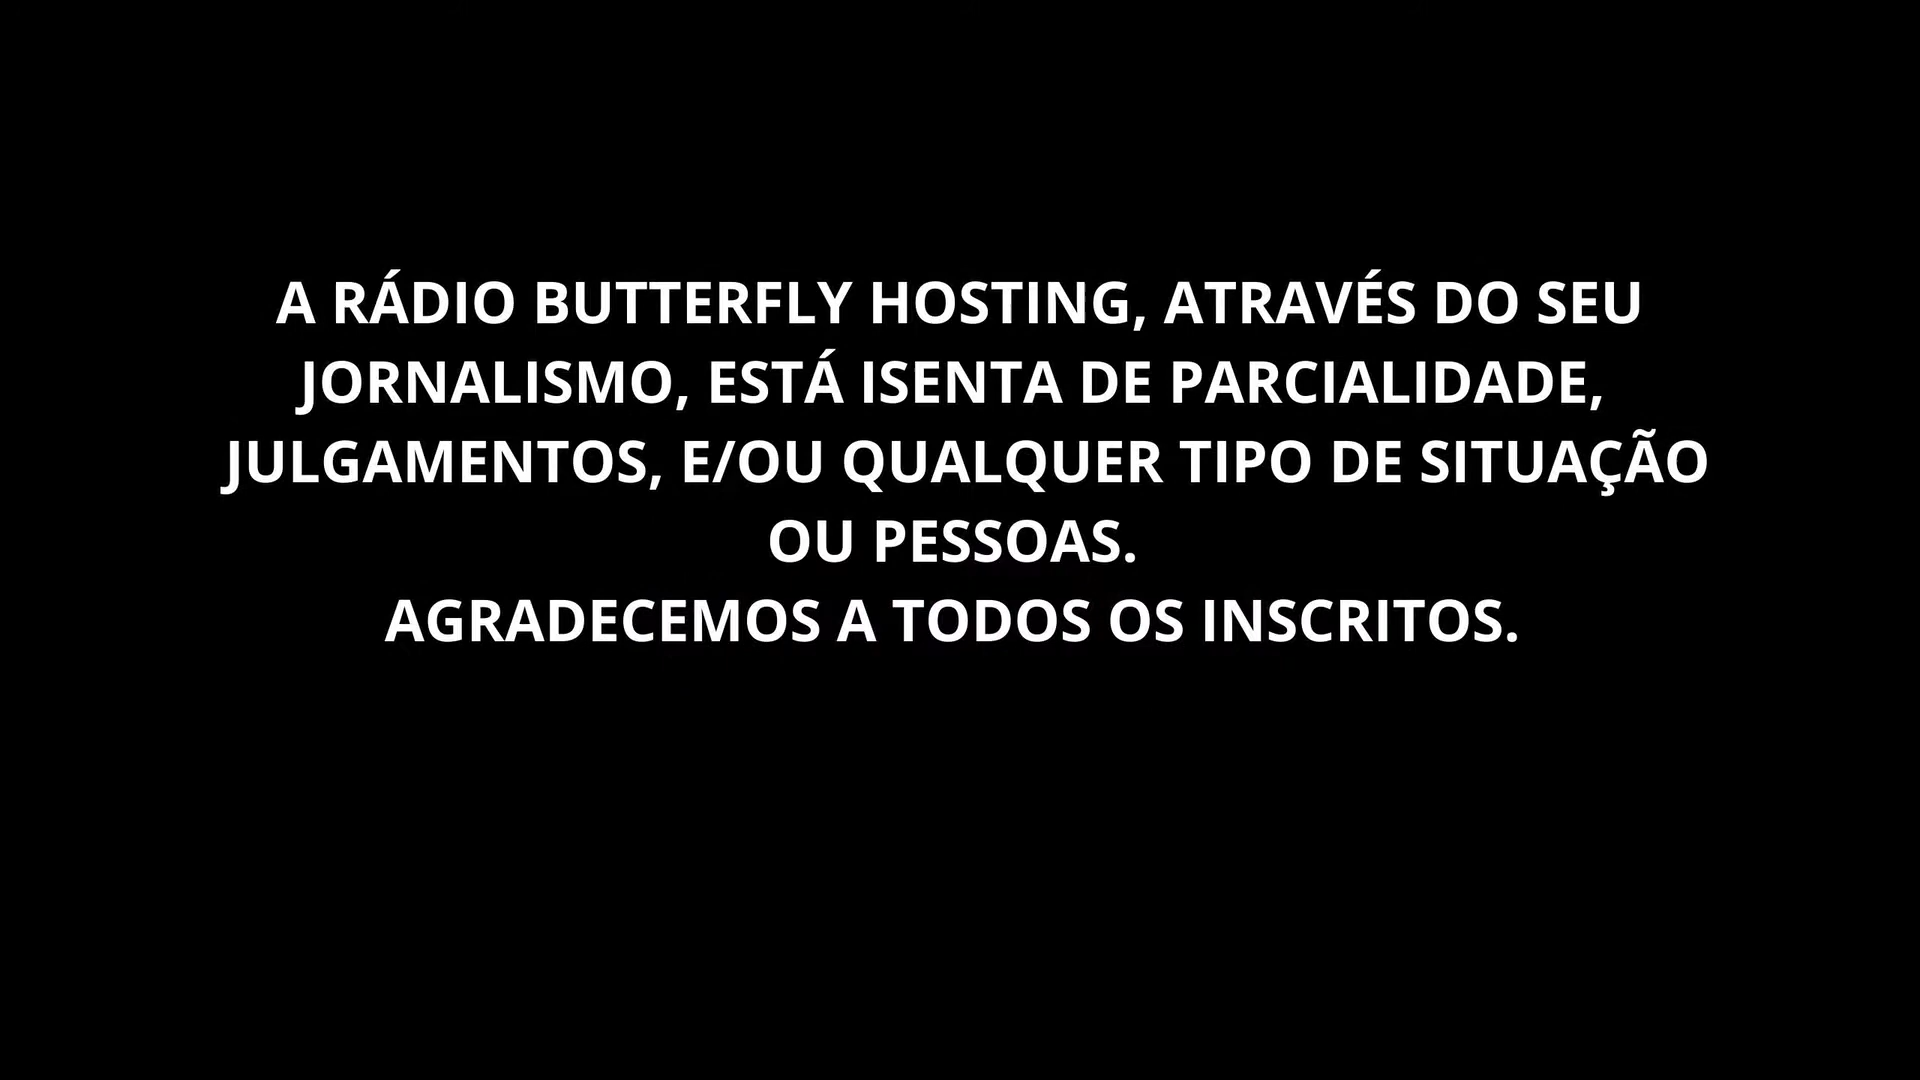 A RÁDIO BUTTERFLY HOSTING, ATRAVÉS DO SEU
JORNALISMO, ESTÁ ISENTA DE PARCIALIDADE,
JULGAMENTOS, E/OU QUALQUER TIPO DE SITUAÇÃO
OU PESSOAS.
AGRADECEMOS A TODOS OS INSCRITOS.